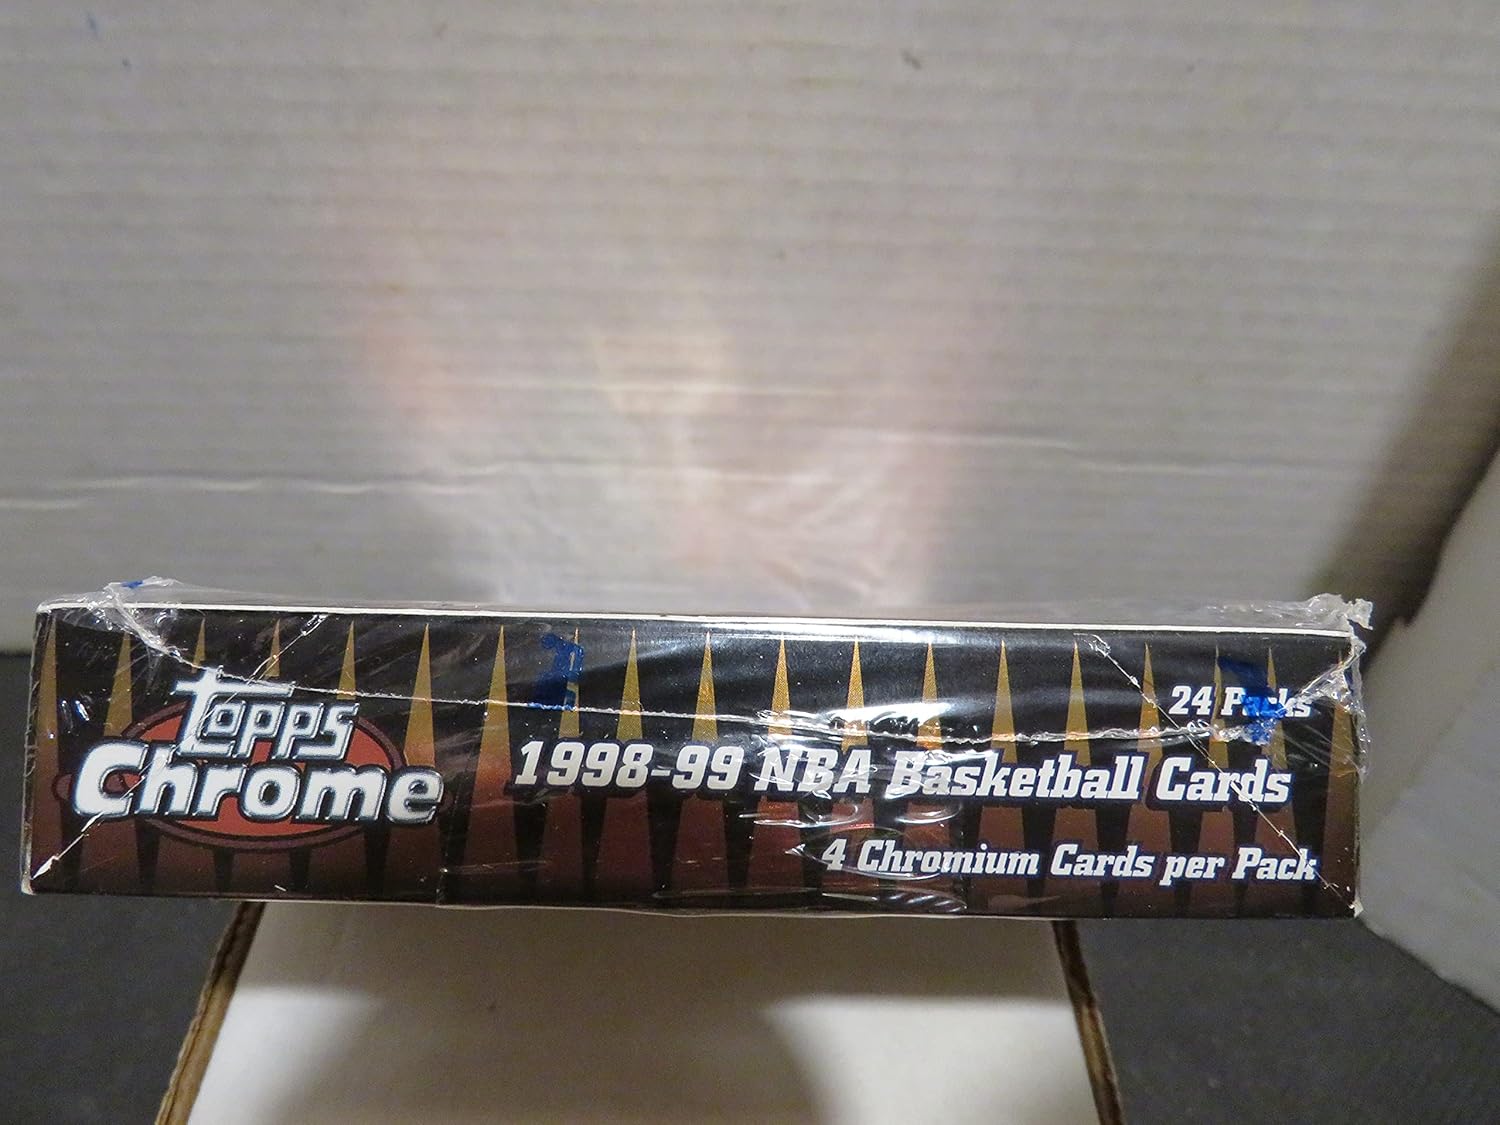 Topps
Chrome
24 Packs
1998-99 NBA Basketball Cards
4 Chromium Cards per Pack